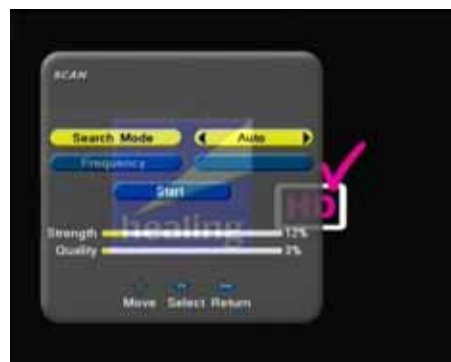 SCAN
Search Mode Auto
Frequency
Start
HD
healing
Strength 12%
Quality 3%
Move Select Return